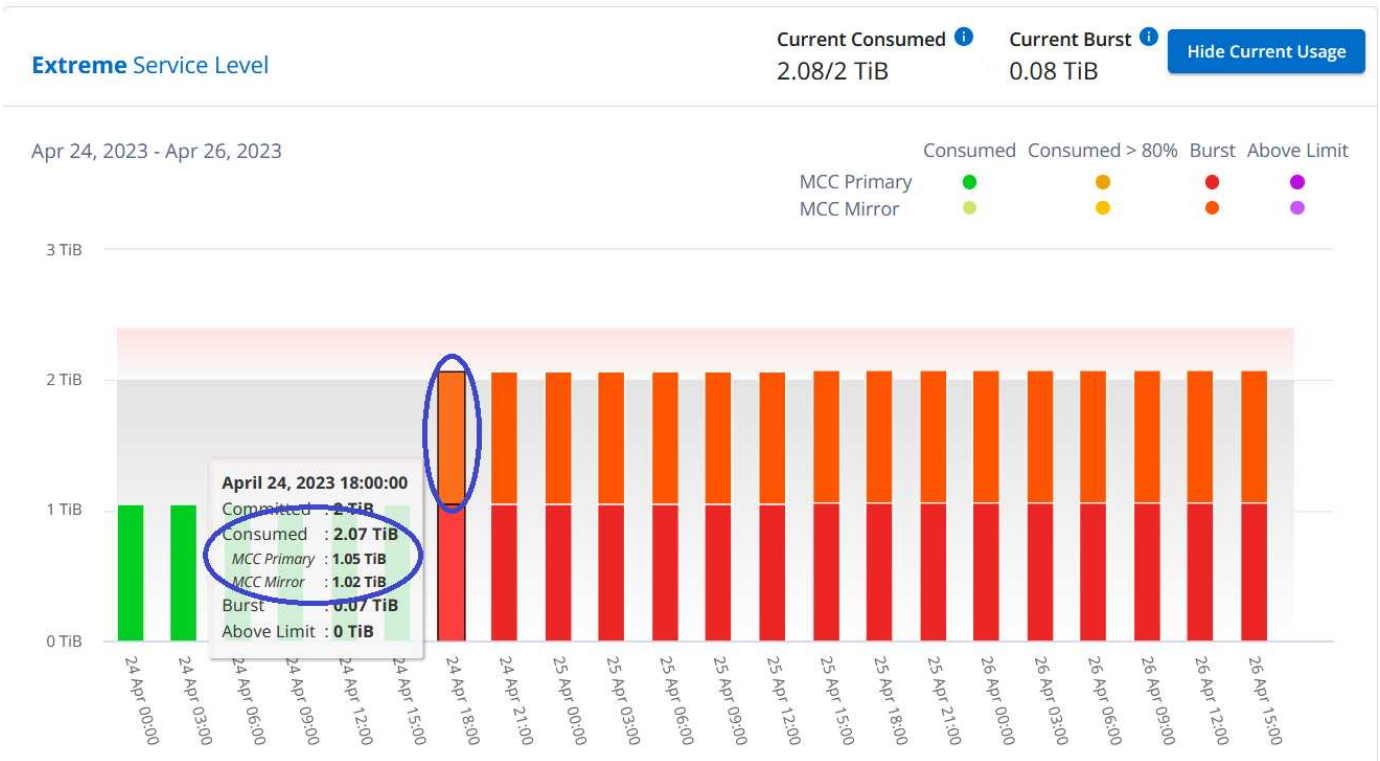 Extreme Service Level
Current Consumed
2.08/2 TiB
Current Burst
0.08 TiB
Hide Current Usage
Apr 24, 2023 - Apr 26, 2023
Consumed Consumed > 80% Burst Above Limit
MCC Primary
MCC Mirror
3 TiB
2 TiB
1 TiB
0 TiB
April 24, 2023 18:00:00
Committed : 2 TiB
Consumed : 2.07 TiB
MCC Primary : 1.05 TiB
MCC Mirror : 1.02 TiB
Burst : 0.07 TiB
Above Limit : 0 TiB
24 Apr 00:00
24 Apr 03:00
24 Apr 06:00
24 Apr 09:00
24 Apr 12:00
24 Apr 15:00
24 Apr 18:00
24 Apr 21:00
25 Apr 00:00
25 Apr 03:00
25 Apr 06:00
25 Apr 09:00
25 Apr 12:00
25 Apr 15:00
25 Apr 18:00
25 Apr 21:00
26 Apr 00:00
26 Apr 03:00
26 Apr 06:00
26 Apr 09:00
26 Apr 12:00
26 Apr 15:00